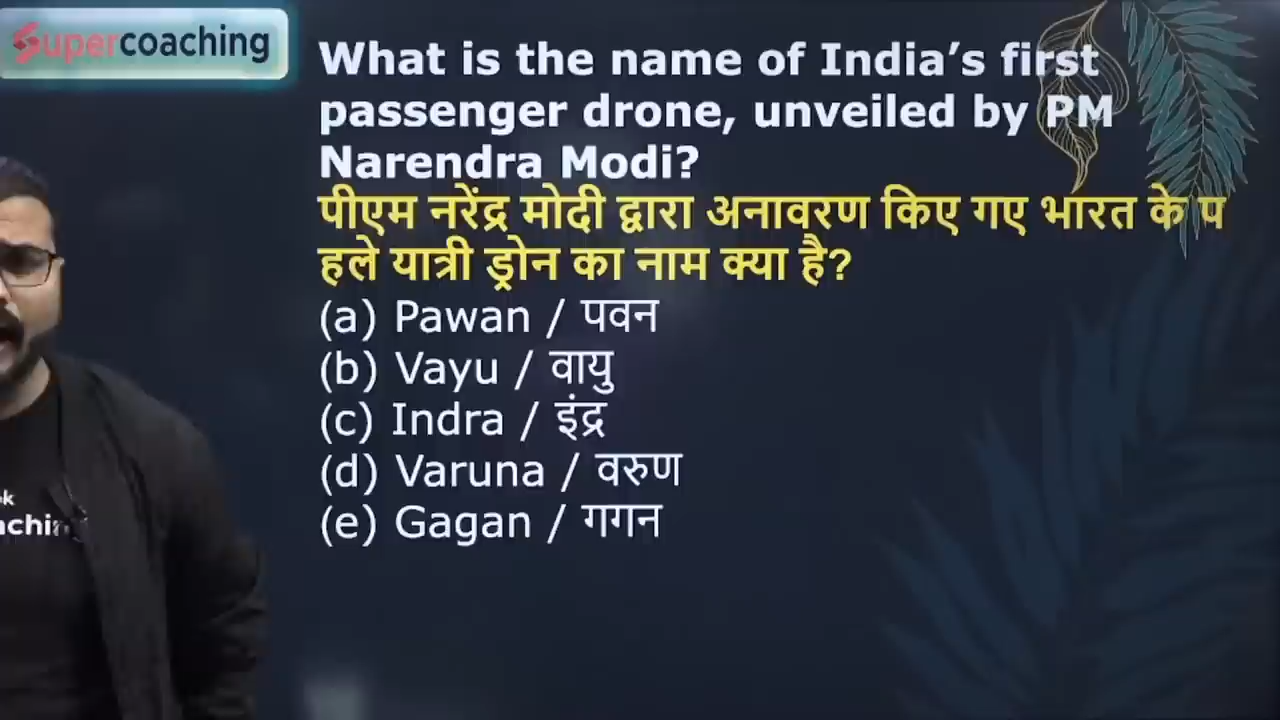 Supercoaching
What is the name of India’s first
passenger drone, unveiled by PM
Narendra Modi?
पीएम नरेंद्र मोदी द्वारा अनावरण किए गए भारत के प
हले यात्री ड्रोन का नाम क्या है?
(a) Pawan / पवन
(b) Vayu / वायु
(c) Indra / इंद्र
(d) Varuna / वरुण
(e) Gagan / गगन